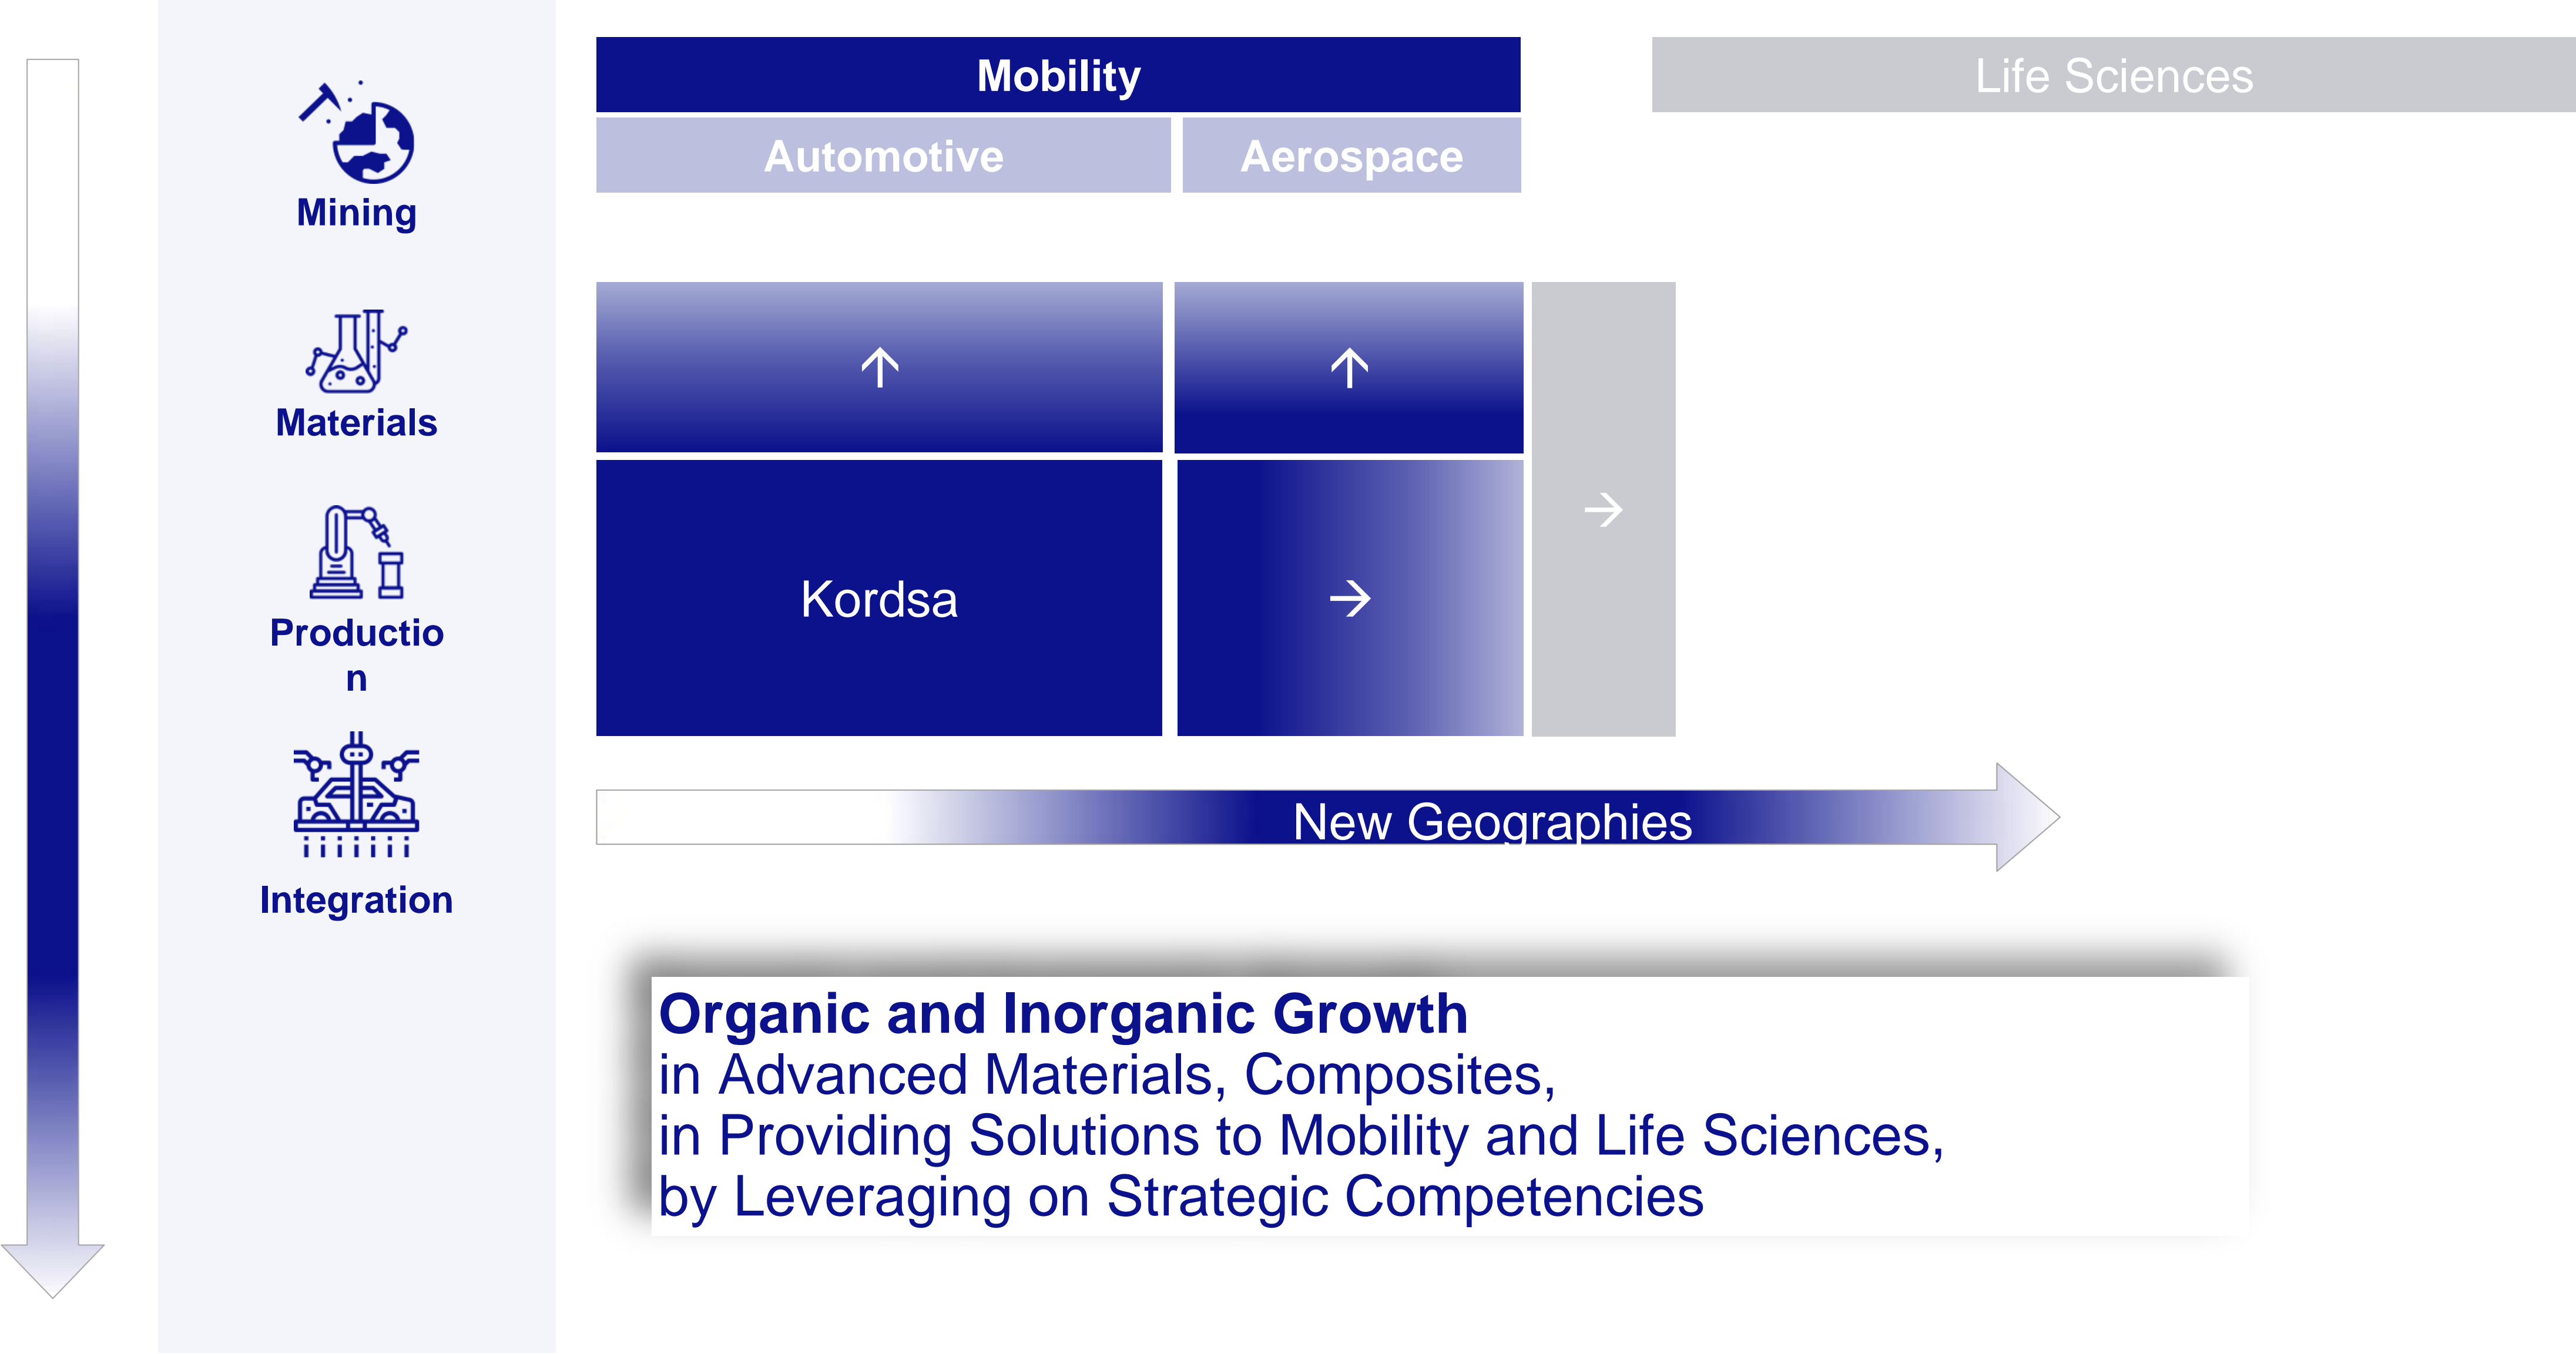 Mobility
Life Sciences
Automotive
Aerospace
Mining
Materials
Productio
n
Integration
↑
↑
→
Kordsa
→
New Geographies
Organic and Inorganic Growth
in Advanced Materials, Composites,
in Providing Solutions to Mobility and Life Sciences,
by Leveraging on Strategic Competencies